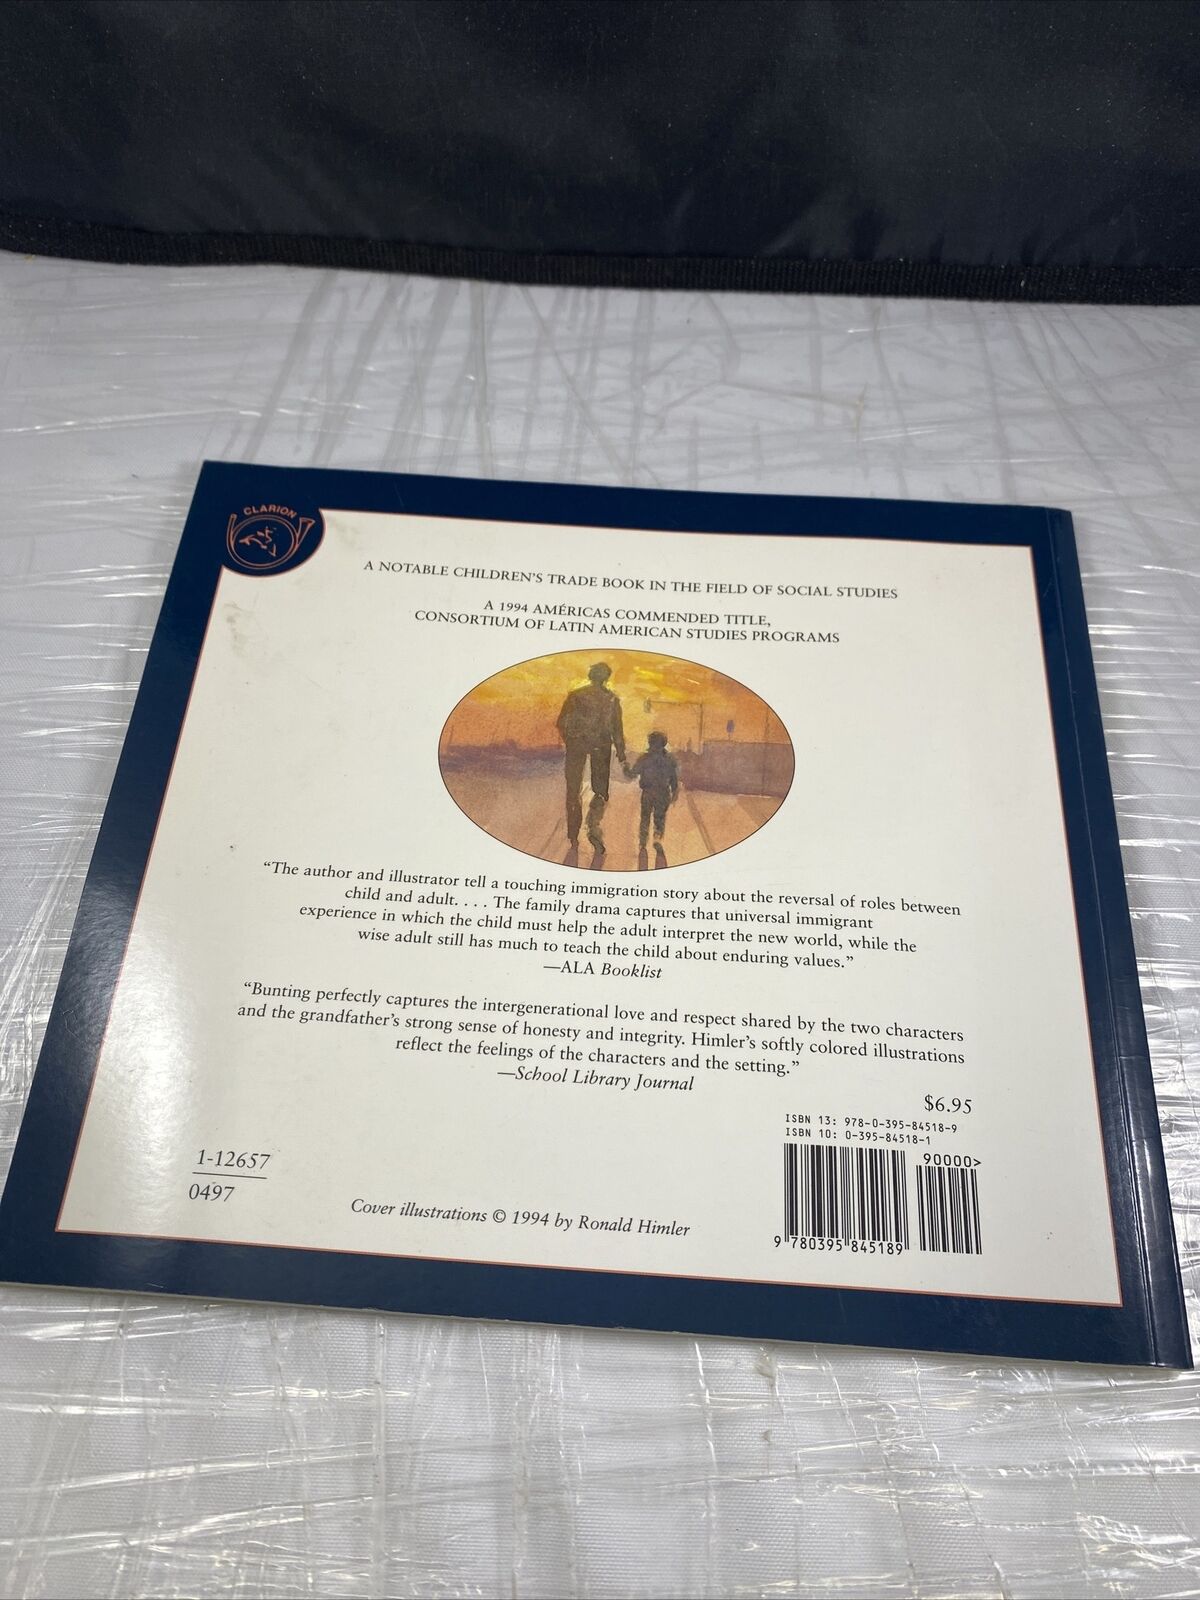 CLARION
A NOTABLE CHILDREN'S TRADE BOOK IN THE FIELD OF SOCIAL STUDIES
A 1994 AMÉRICAS COMMENDED TITLE,
CONSORTIUM OF LATIN AMERICAN STUDIES PROGRAMS
“The author and illustrator tell a touching immigration story about the reversal of roles between
child and adult. . . . The family drama captures that universal immigrant
experience in which the child must help the adult interpret the new world, while the
wise adult still has much to teach the child about enduring values.”
—ALA Booklist
“Bunting perfectly captures the intergenerational love and respect shared by the two characters
and the grandfather’s strong sense of honesty and integrity. Himler’s softly colored illustrations
reflect the feelings of the characters and the setting.”
—School Library Journal
$6.95
ISBN 13: 978-0-395-84518-9
ISBN 10: 0-395-84518-1
90000>
9 780395 845189
1-12657
0497
Cover illustrations © 1994 by Ronald Himler